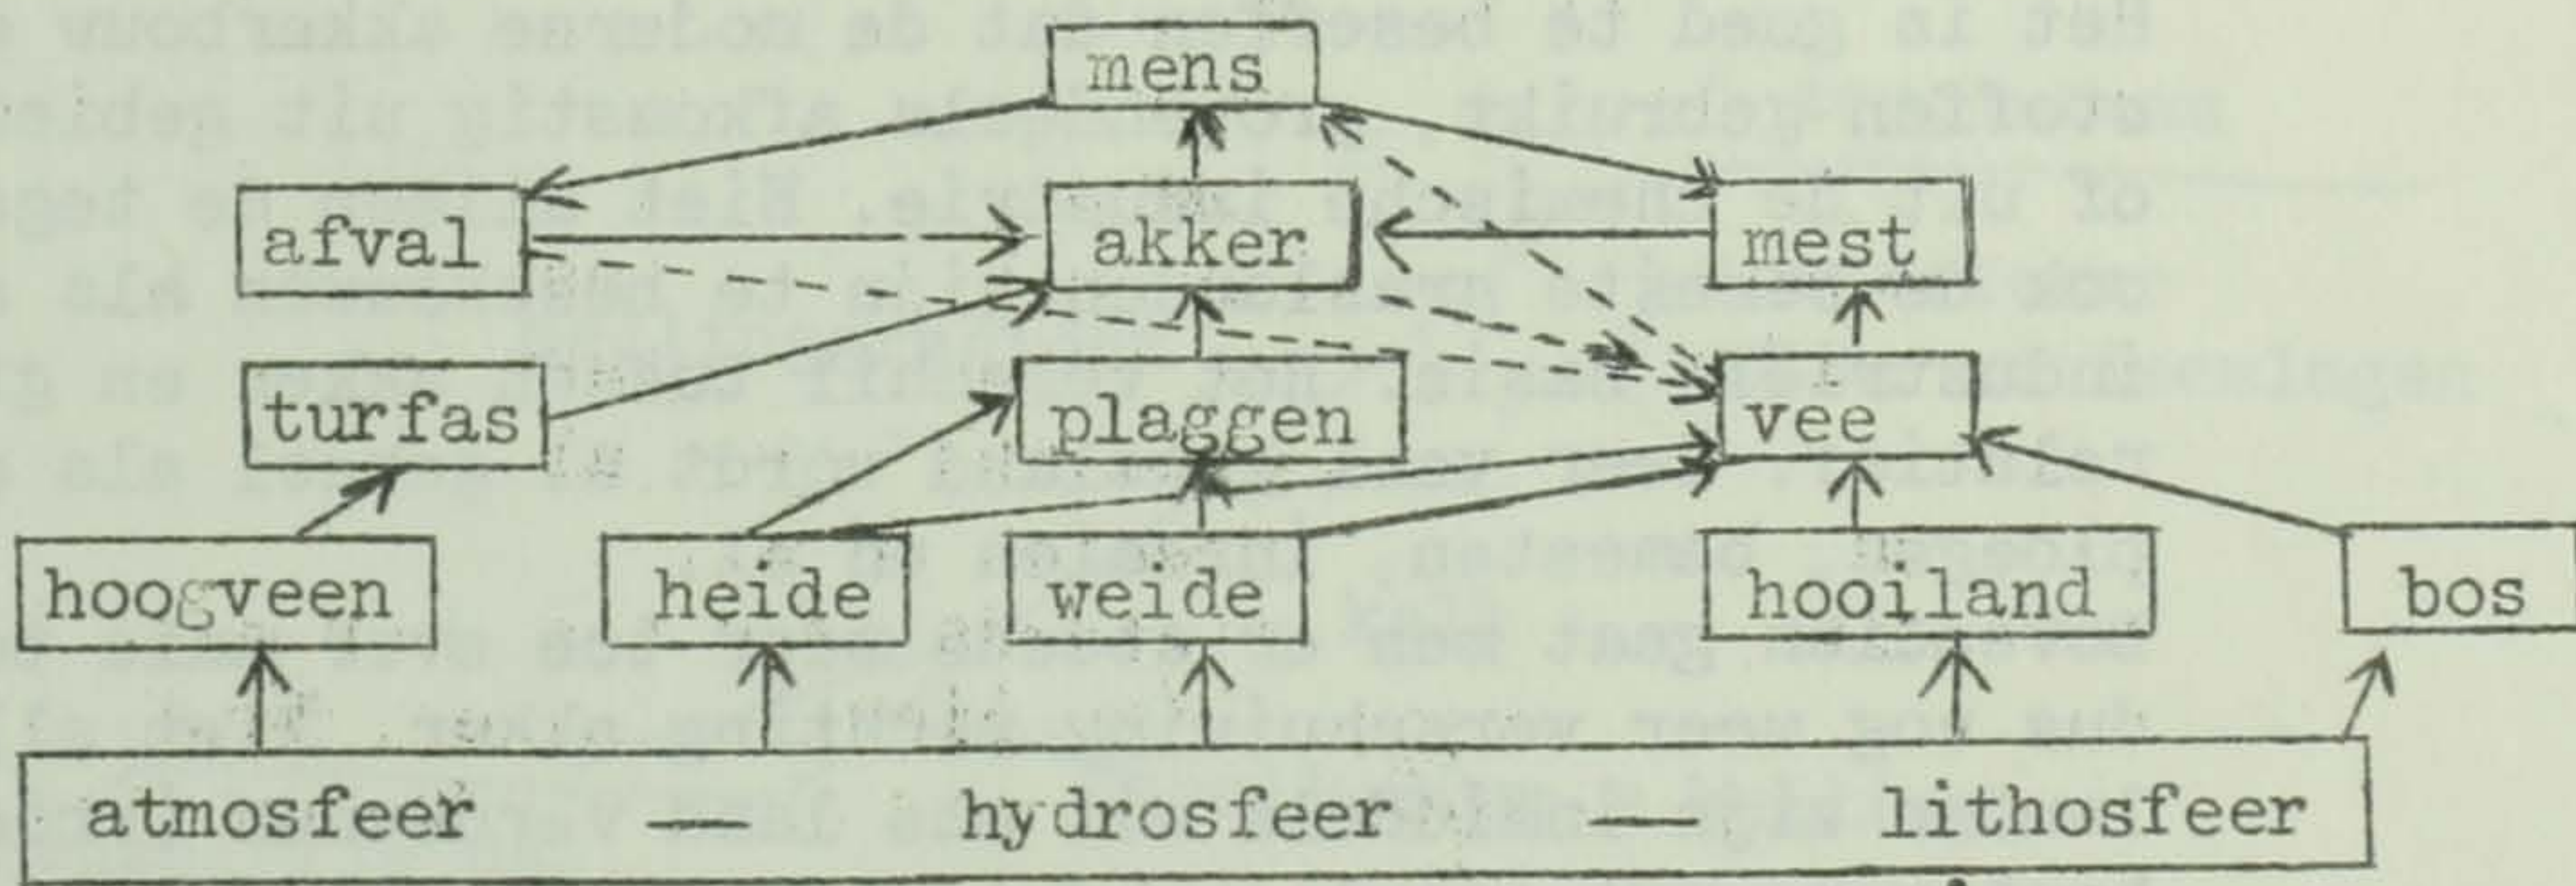 mens
afval akker mest
turfas plaggen vee
hoogveen heide weide hooiland bos
atmosfeer — hydrosfeer — lithosfeer